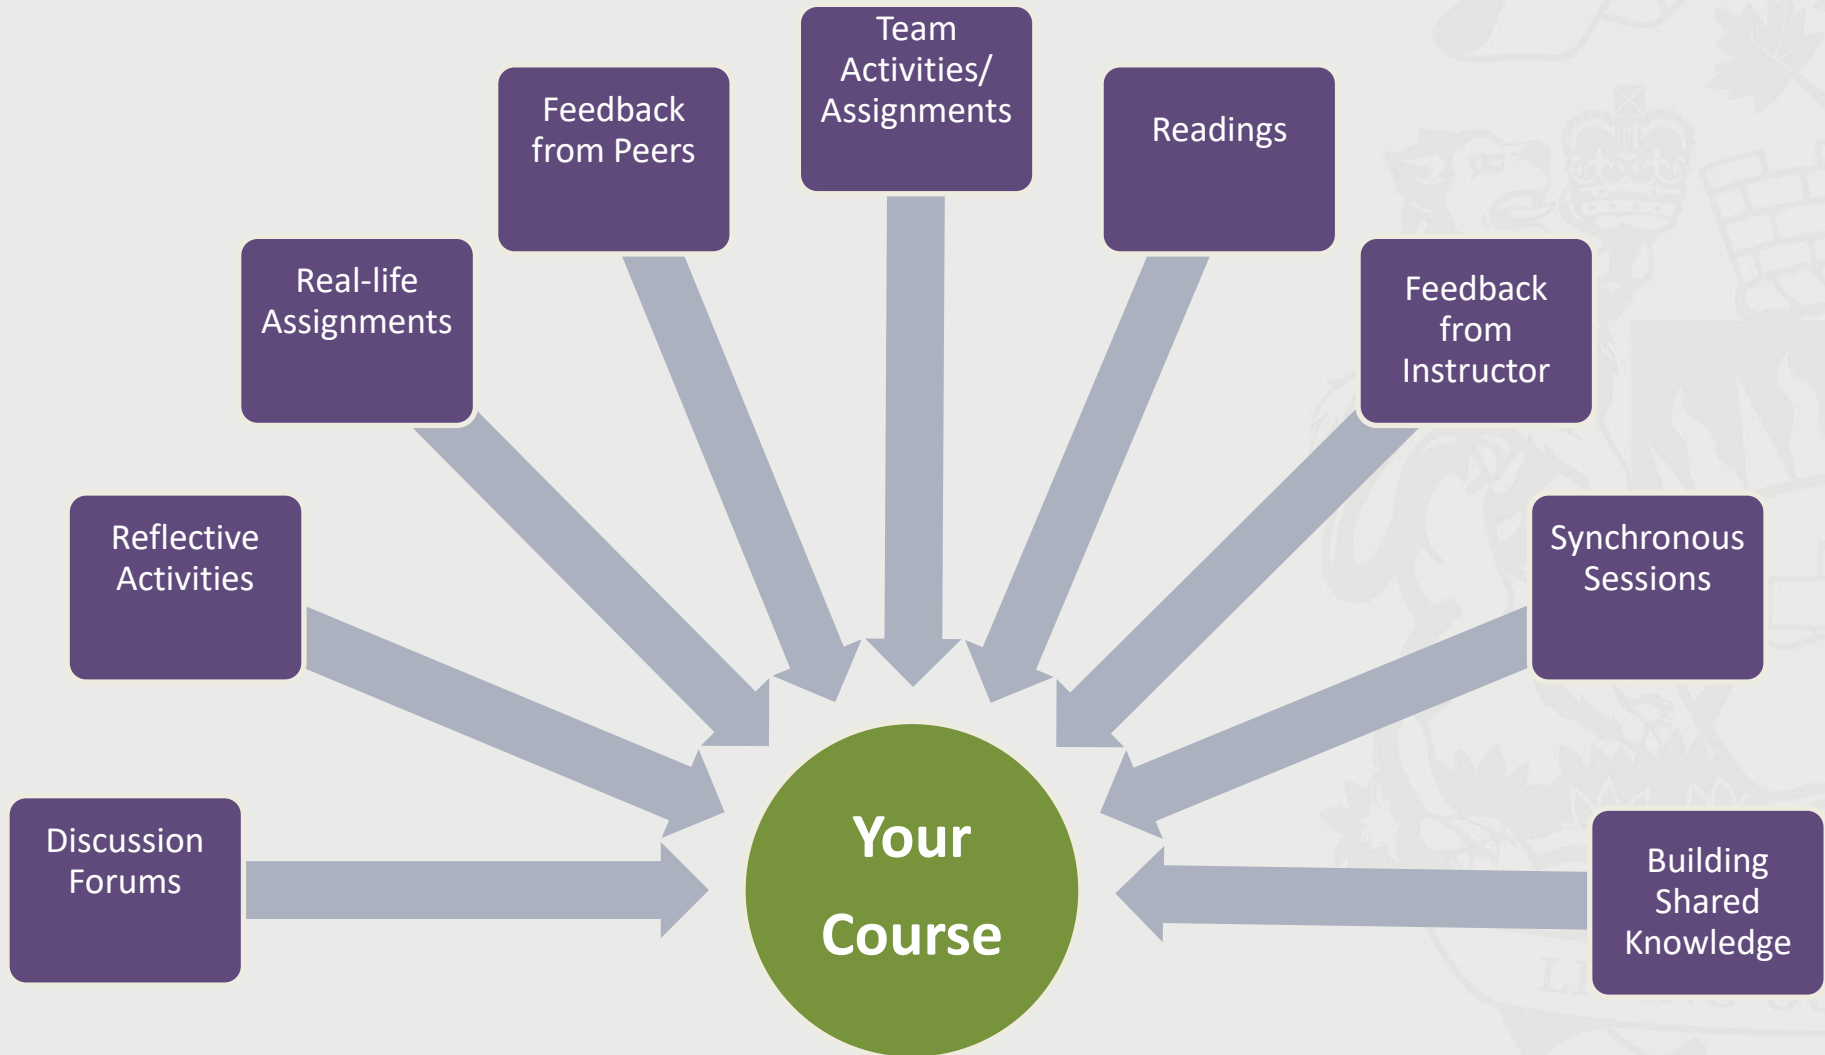 Team
Activities/
Assignments
Feedback
from Peers
Readings
Real-life
Assignments
Feedback
from
Instructor
Reflective
Activities
Synchronous
Sessions
Discussion
Forums
Your
Course
Building
Shared
Knowledge